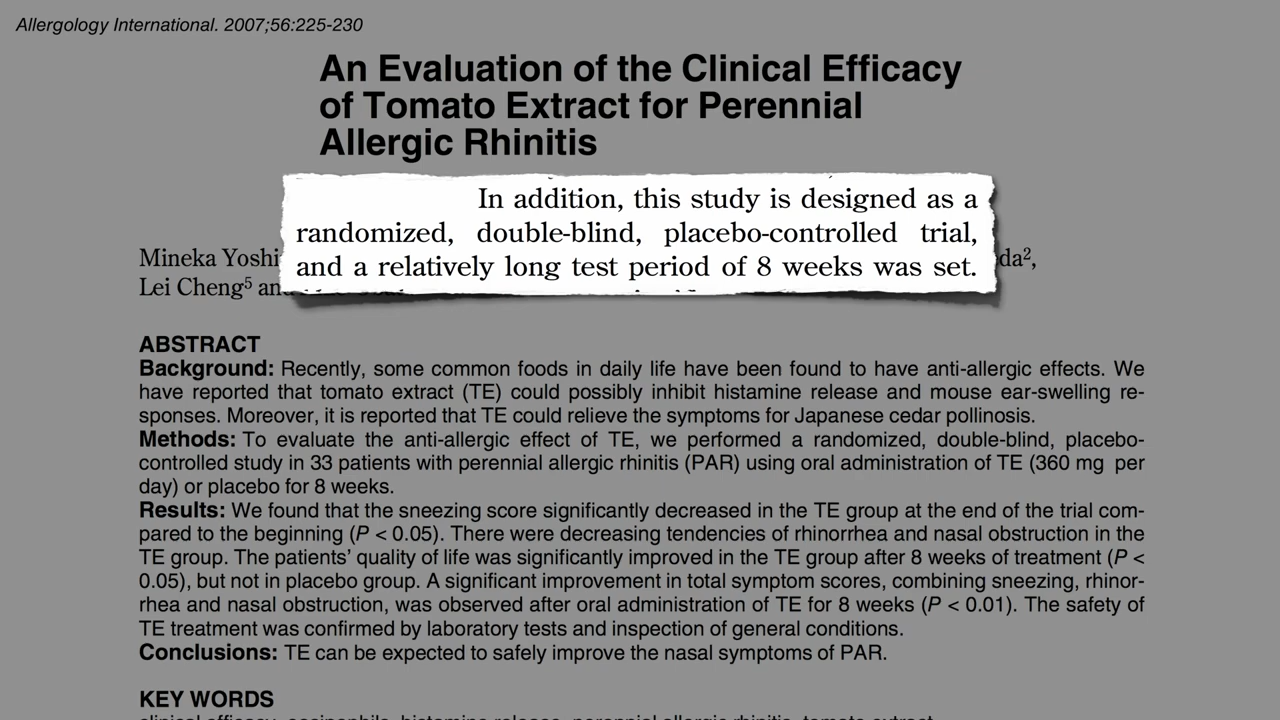 Allergology International. 2007;56:225-230
An Evaluation of the Clinical Efficacy
of Tomato Extract for Perennial
Allergic Rhinitis
In addition, this study is designed as a
randomized, double-blind, placebo-controlled trial,
and a relatively long test period of 8 weeks was set.
Mineka Yoshi da²,
Lei Cheng⁵ an
ABSTRACT
Background: Recently, some common foods in daily life have been found to have anti-allergic effects. We
have reported that tomato extract (TE) could possibly inhibit histamine release and mouse ear-swelling re-
sponses. Moreover, it is reported that TE could relieve the symptoms for Japanese cedar pollinosis.
Methods: To evaluate the anti-allergic effect of TE, we performed a randomized, double-blind, placebo-
controlled study in 33 patients with perennial allergic rhinitis (PAR) using oral administration of TE (360 mg per
day) or placebo for 8 weeks.
Results: We found that the sneezing score significantly decreased in the TE group at the end of the trial com-
pared to the beginning (P < 0.05). There were decreasing tendencies of rhinorrhea and nasal obstruction in the
TE group. The patients' quality of life was significantly improved in the TE group after 8 weeks of treatment (P <
0.05), but not in placebo group. A significant improvement in total symptom scores, combining sneezing, rhinor-
rhea and nasal obstruction, was observed after oral administration of TE for 8 weeks (P < 0.01). The safety of
TE treatment was confirmed by laboratory tests and inspection of general conditions.
Conclusions: TE can be expected to safely improve the nasal symptoms of PAR.
KEY WORDS
clinical efficacy, eosinophils, histamine release, perennial allergic rhinitis, tomato extract